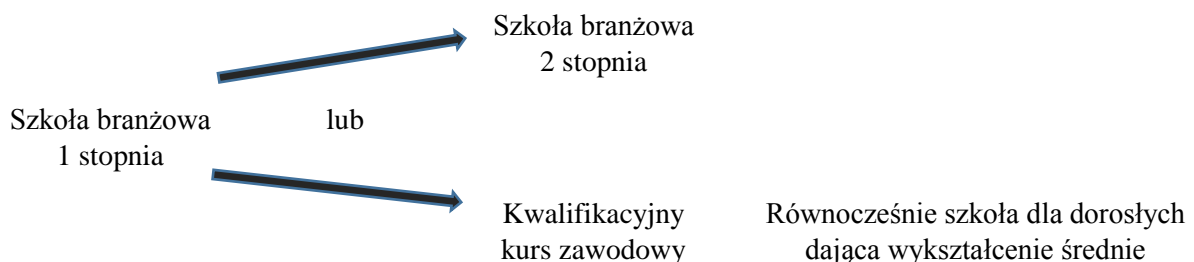 Szkoła branżowa
2 stopnia
Szkoła branżowa
1 stopnia
lub
Kwalifikacyjny
kurs zawodowy
Równocześnie szkoła dla dorosłych
dająca wykształcenie średnie